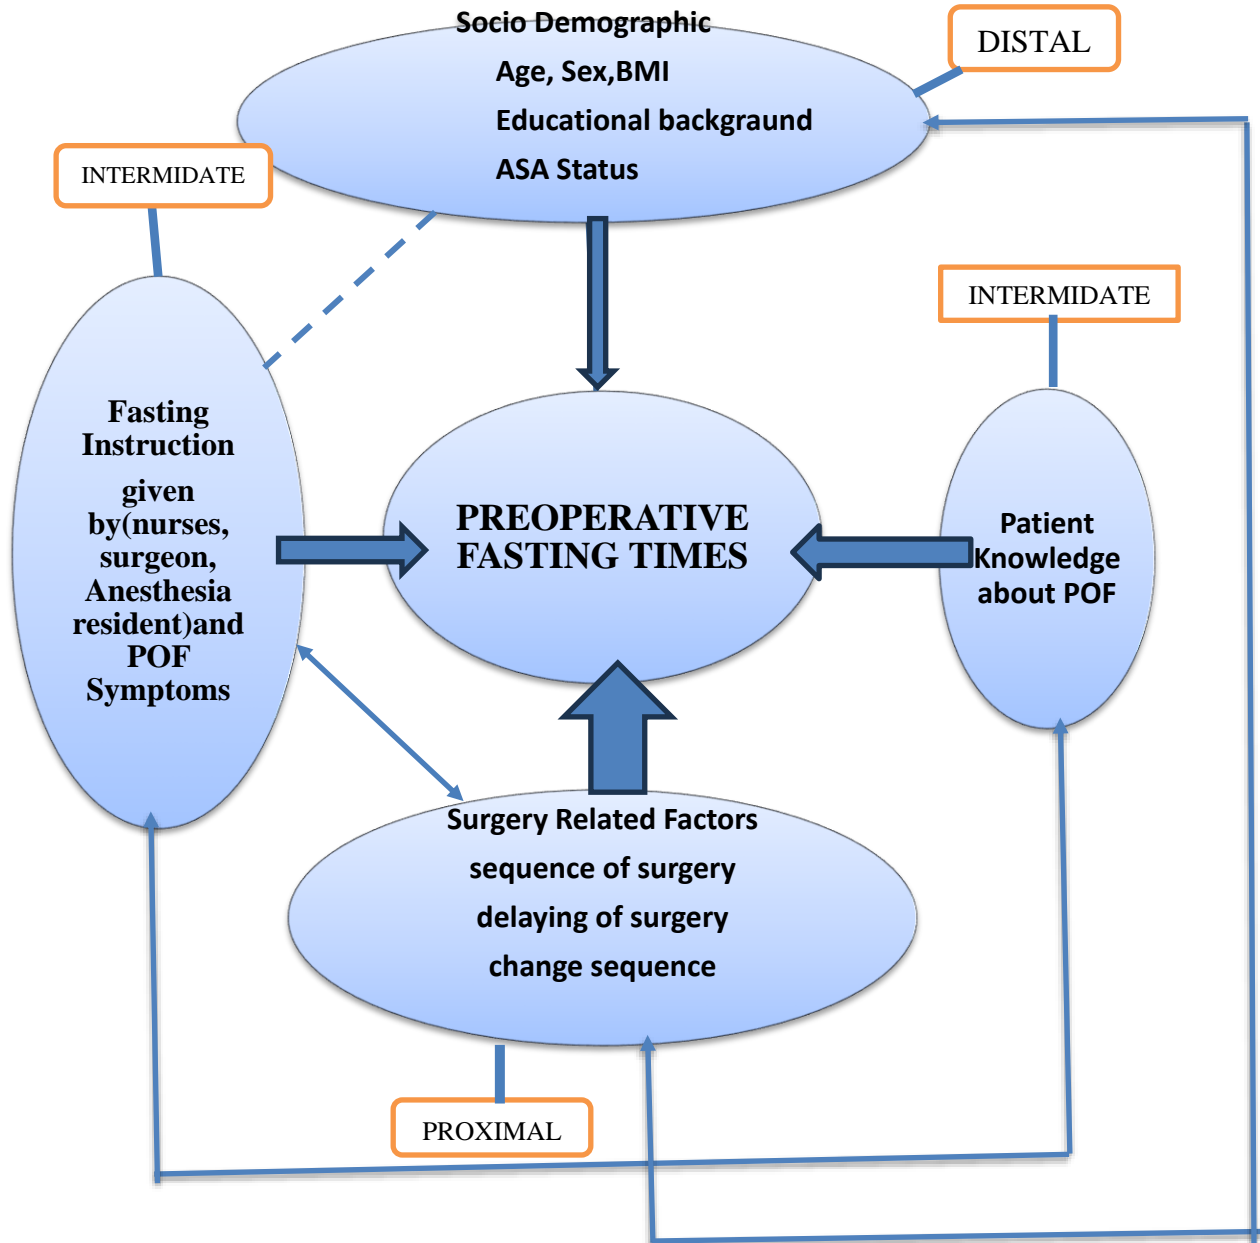 Socio Demographic
Age, Sex,BMI
Educational backgraund
ASA Status
DISTAL
INTERMIDATE
INTERMIDATE
Fasting
Instruction
given
by(nurses,
surgeon,
Anesthesia
resident)and
POF
Symptoms
PREOPERATIVE
FASTING TIMES
Patient
Knowledge
about POF
Surgery Related Factors
sequence of surgery
delaying of surgery
change sequence
PROXIMAL